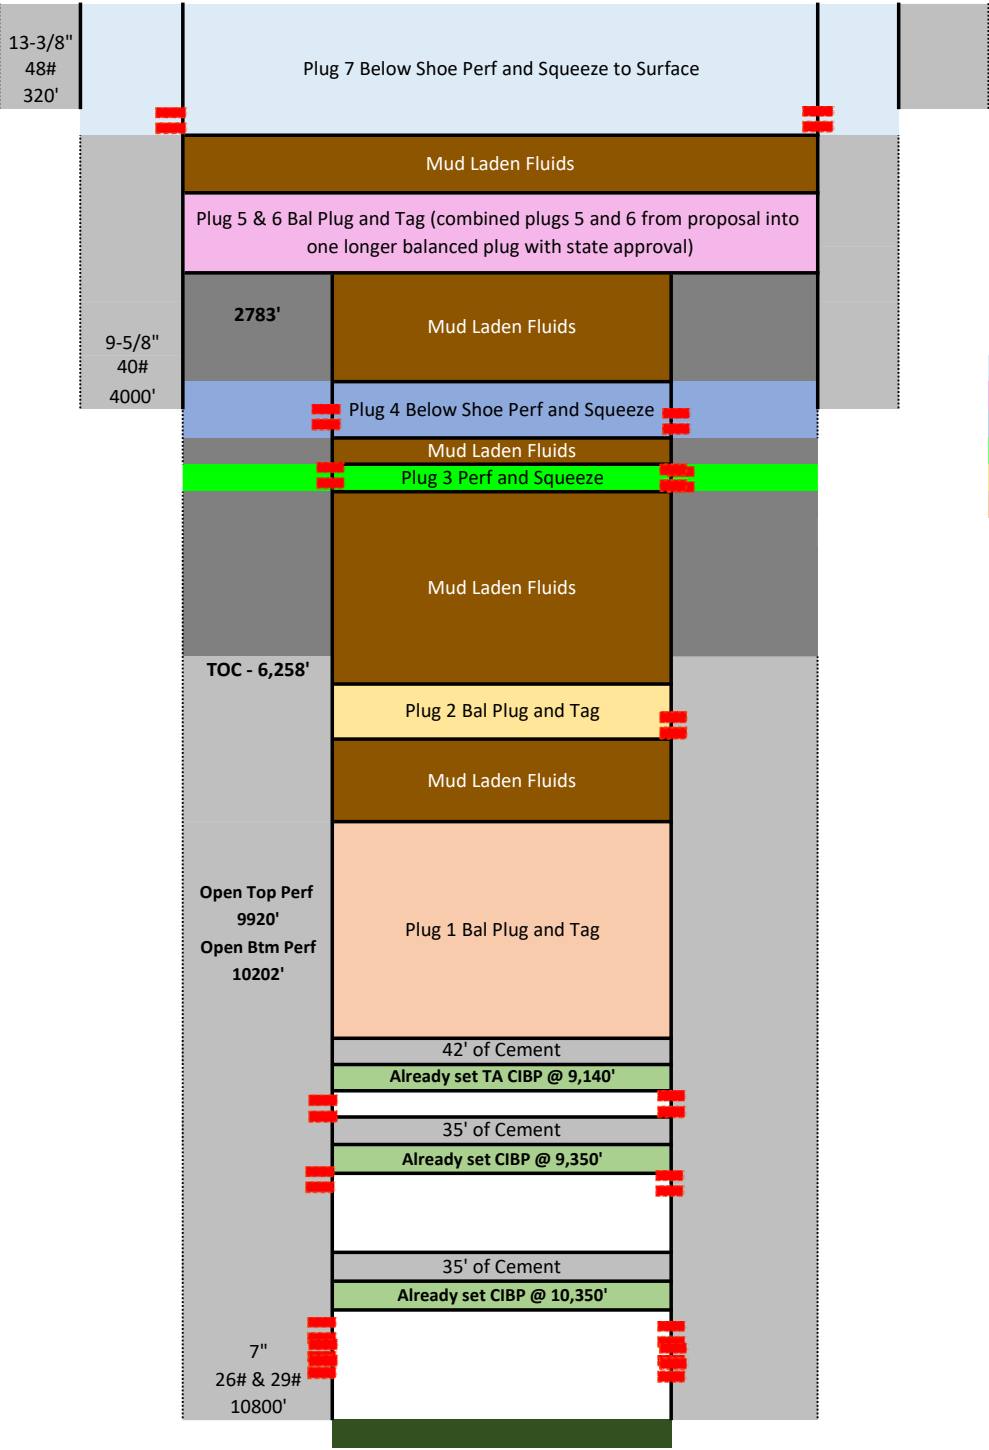 13-3/8"
48#
320'
Plug 7 Below Shoe Perf and Squeeze to Surface
Mud Laden Fluids
Plug 5 & 6 Bal Plug and Tag (combined plugs 5 and 6 from proposal into
one longer balanced plug with state approval)
2783'
Mud Laden Fluids
9-5/8"
40#
4000'
Plug 4 Below Shoe Perf and Squeeze
Mud Laden Fluids
Plug 3 Perf and Squeeze
Mud Laden Fluids
TOC - 6,258'
Plug 2 Bal Plug and Tag
Mud Laden Fluids
Open Top Perf
9920'
Open Btm Perf
10202'
Plug 1 Bal Plug and Tag
42' of Cement
Already set TA CIBP @ 9,140'
35' of Cement
Already set CIBP @ 9,350'
35' of Cement
Already set CIBP @ 10,350'
7"
26# & 29#
10800'